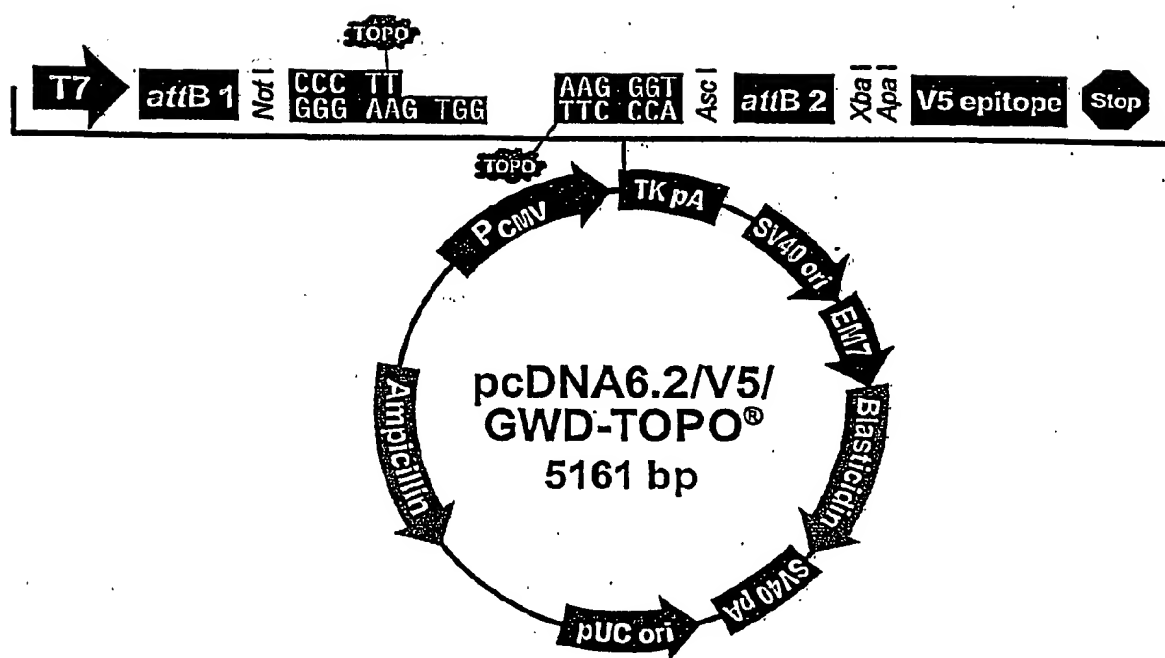 TOPO
T7 attB 1 Not I CCC TT AAG GGT Asc I attB 2 Xba I Apa I V5 epitope Stop
GGG AAG TGG TTC CCA
TOPO
PCMV TK pA
SV40 ori
EM7
Blasticidin
SV40 pA
pUC ori
Ampicillin
pcDNA6.2/V5/
GWD-TOPO®
5161 bp